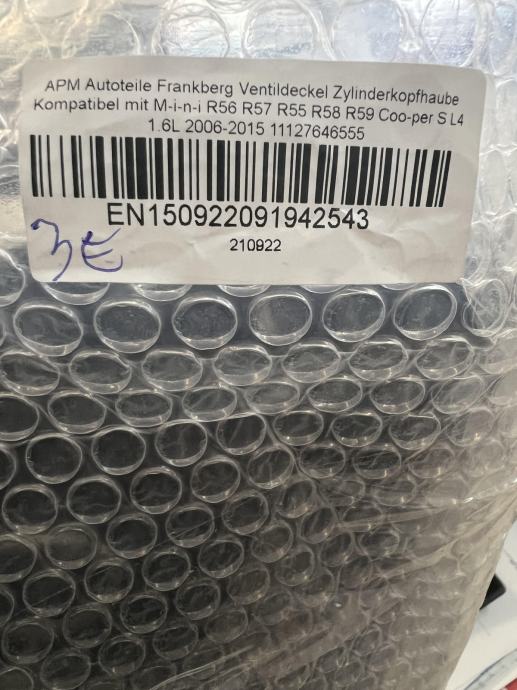 APM Autoteile Frankberg Ventildeckel Zylinderkopfhaube
Kompatibel mit M-i-n-i R56 R57 R55 R58 R59 Coo-per S L4
1.6L 2006-2015 11127646555
EN150922091942543
210922
3€